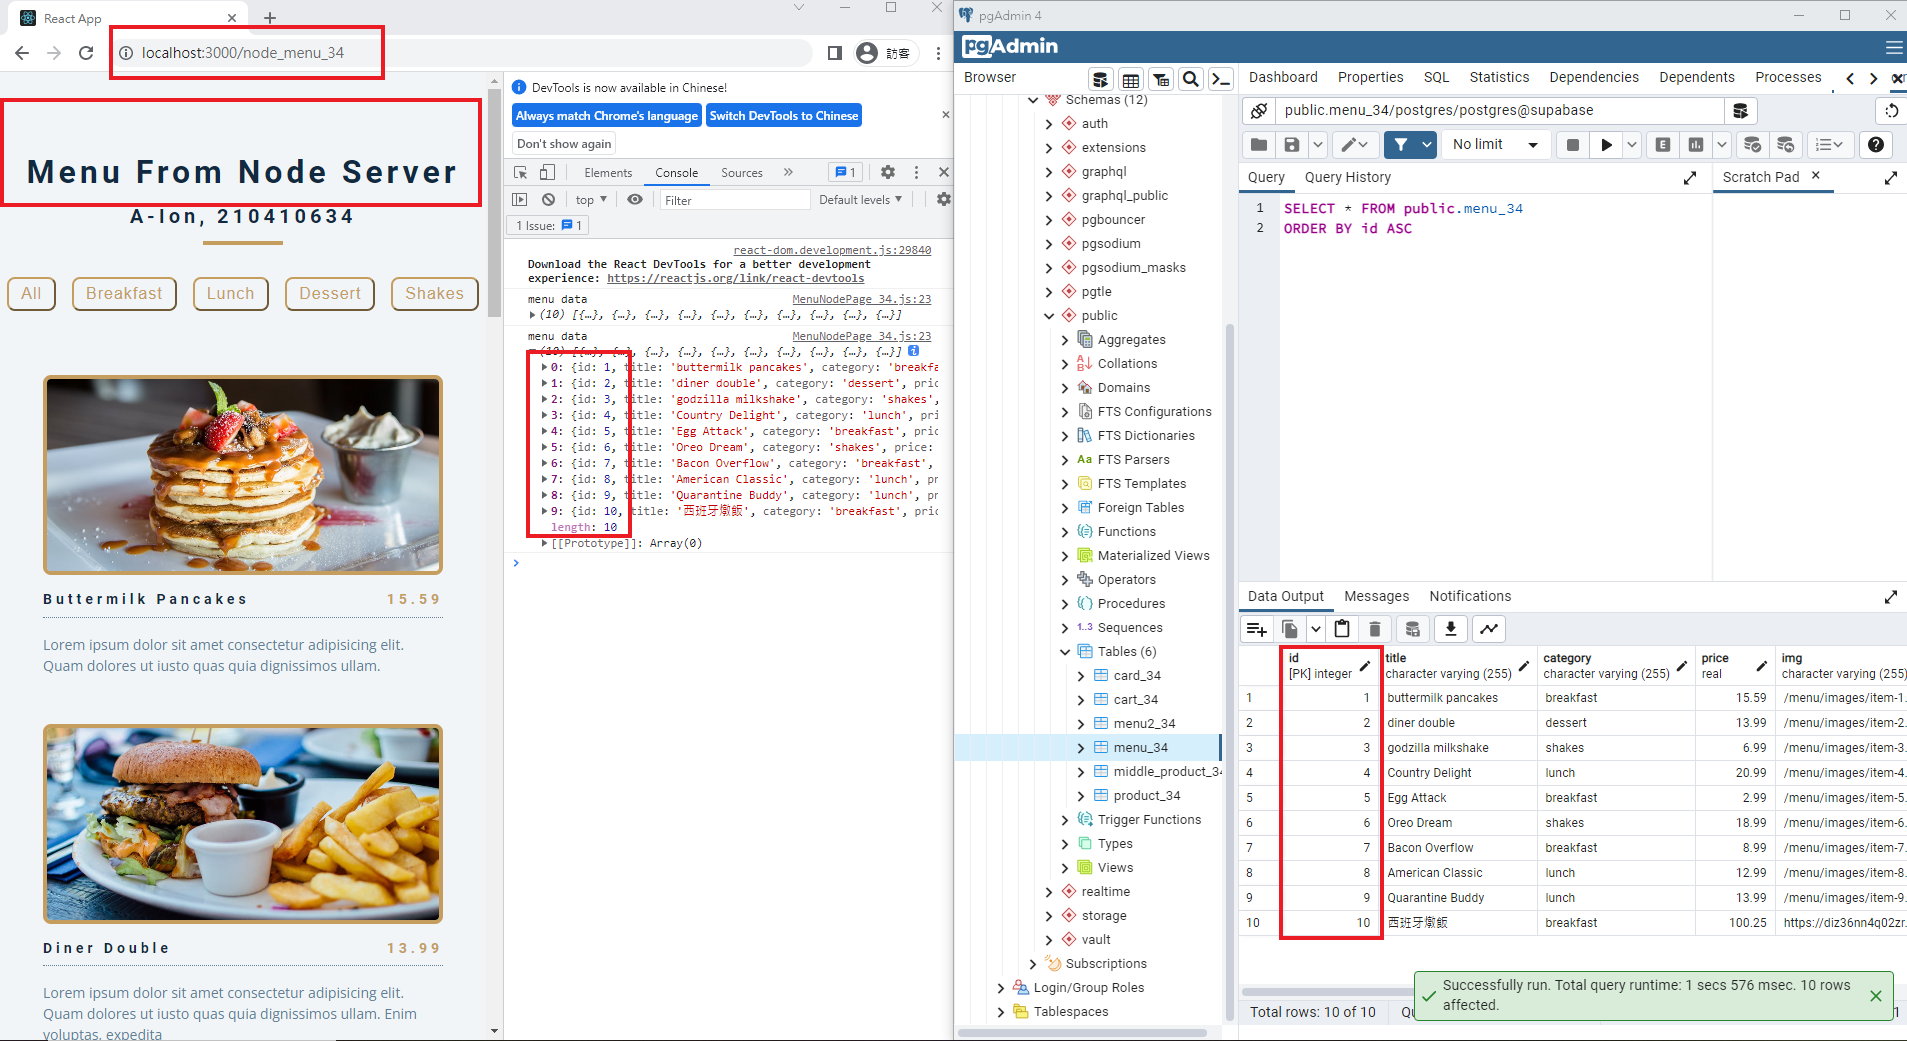 React App
localhost:3000/node_menu_34
訪客
Menu From Node Server
A-Ion, 210410634
All
Breakfast
Lunch
Dessert
Shakes
Buttermilk Pancakes 15.59
Lorem ipsum dolor sit amet consectetur adipisicing elit.
Quam dolores ut iusto quas quia dignissimos ullam.
Diner Double 13.99
Lorem ipsum dolor sit amet consectetur adipisicing elit.
Quam dolores ut iusto quas quia dignissimos ullam. Enim
voluptas, expedita
DevTools is now available in Chinese!
Always match Chrome's language
Switch DevTools to Chinese
Don't show again
Elements Console Sources » 1
top ▼ Filter Default levels ▼
1 Issue: 1
react-dom.development.js:29840
Download the React DevTools for a better development
experience: https://reactjs.org/link/react-devtools
menu data MenuNodePage_34.js:23
(10) [{…}, {…}, {…}, {…}, {…}, {…}, {…}, {…}, {…}, {…}]
menu data MenuNodePage_34.js:23
(10) [{…}, {…}, {…}, {…}, {…}, {…}, {…}, {…}, {…}, {…}]
0: {id: 1, title: 'buttermilk pancakes', category: 'breakfa
1: {id: 2, title: 'diner double', category: 'dessert', pric
2: {id: 3, title: 'godzilla milkshake', category: 'shakes',
3: {id: 4, title: 'Country Delight', category: 'lunch', pri
4: {id: 5, title: 'Egg Attack', category: 'breakfast', pri
5: {id: 6, title: 'Oreo Dream', category: 'shakes', price:
6: {id: 7, title: 'Bacon Overflow', category: 'breakfast',
7: {id: 8, title: 'American Classic', category: 'lunch', pr
8: {id: 9, title: 'Quarantine Buddy', category: 'lunch', pr
9: {id: 10, title: '西班牙燉飯', category: 'breakfast', pric
length: 10
[[Prototype]]: Array(0)
pgAdmin 4
pgAdmin
Browser
Schemas (12)
auth
extensions
graphql
graphql_public
pgbouncer
pgsodium
pgsodium_masks
pgtle
public
Aggregates
Collations
Domains
FTS Configurations
FTS Dictionaries
Aa FTS Parsers
FTS Templates
Foreign Tables
Functions
Materialized Views
Operators
Procedures
1..3 Sequences
Tables (6)
card_34
cart_34
menu2_34
menu_34
middle_product_34
product_34
Trigger Functions
Types
Views
realtime
storage
vault
Subscriptions
Login/Group Roles
Tablespaces
Dashboard Properties SQL Statistics Dependencies Dependents Processes
public.menu_34/postgres/postgres@supabase
No limit
E
Query Query History
Scratch Pad
1 SELECT * FROM public.menu_34
2 ORDER BY id ASC
Data Output Messages Notifications
id title category price img
[PK] integer character varying (255) character varying (255) real character varying (255)
1 1 buttermilk pancakes breakfast 15.59 /menu/images/item-1.
2 2 diner double dessert 13.99 /menu/images/item-2.
3 3 godzilla milkshake shakes 6.99 /menu/images/item-3.
4 4 Country Delight lunch 20.99 /menu/images/item-4.
5 5 Egg Attack breakfast 2.99 /menu/images/item-5.
6 6 Oreo Dream shakes 18.99 /menu/images/item-6.
7 7 Bacon Overflow breakfast 8.99 /menu/images/item-7.
8 8 American Classic lunch 12.99 /menu/images/item-8.
9 9 Quarantine Buddy lunch 13.99 /menu/images/item-9.
10 10 西班牙燉飯 breakfast 100.25 https://diz36nn4q02zr.
Successfully run. Total query runtime: 1 secs 576 msec. 10 rows
affected.
Total rows: 10 of 10